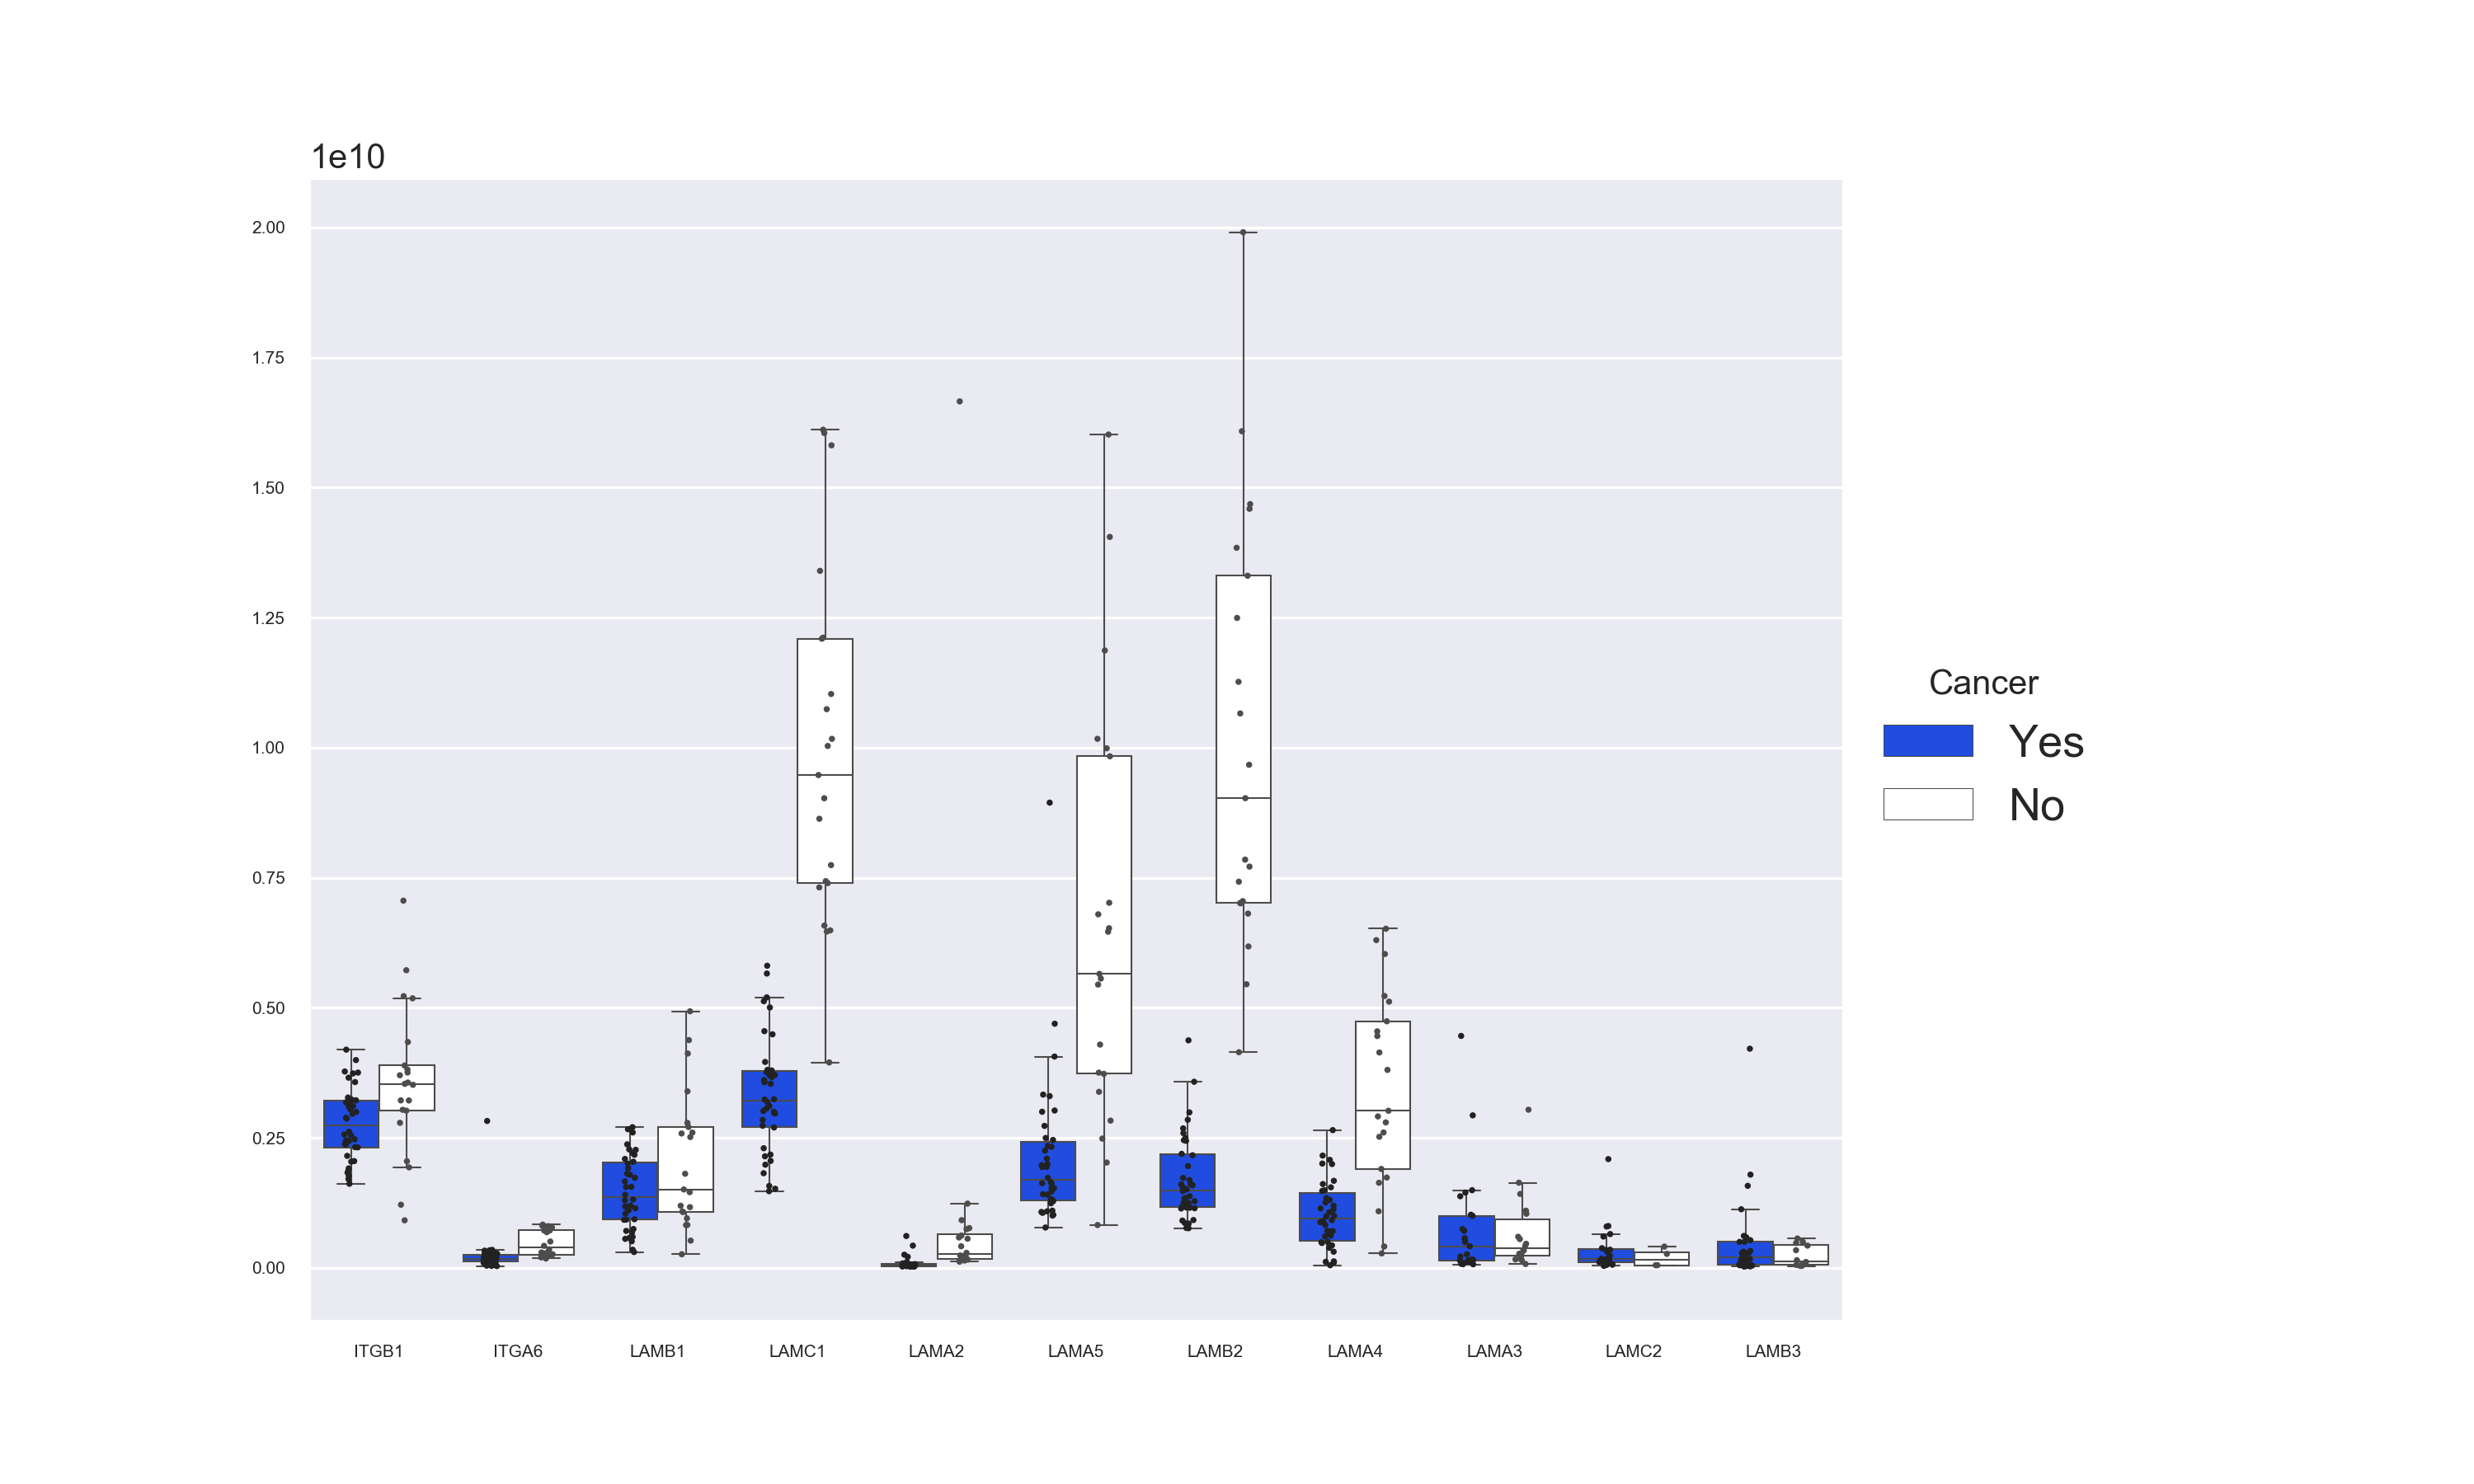 1e10
2.00
1.75
1.50
1.25
1.00
0.75
0.50
0.25
0.00
ITGB1 ITGA6 LAMB1 LAMC1 LAMA2 LAMA5 LAMB2 LAMA4 LAMA3 LAMC2 LAMB3
Cancer
Yes
No